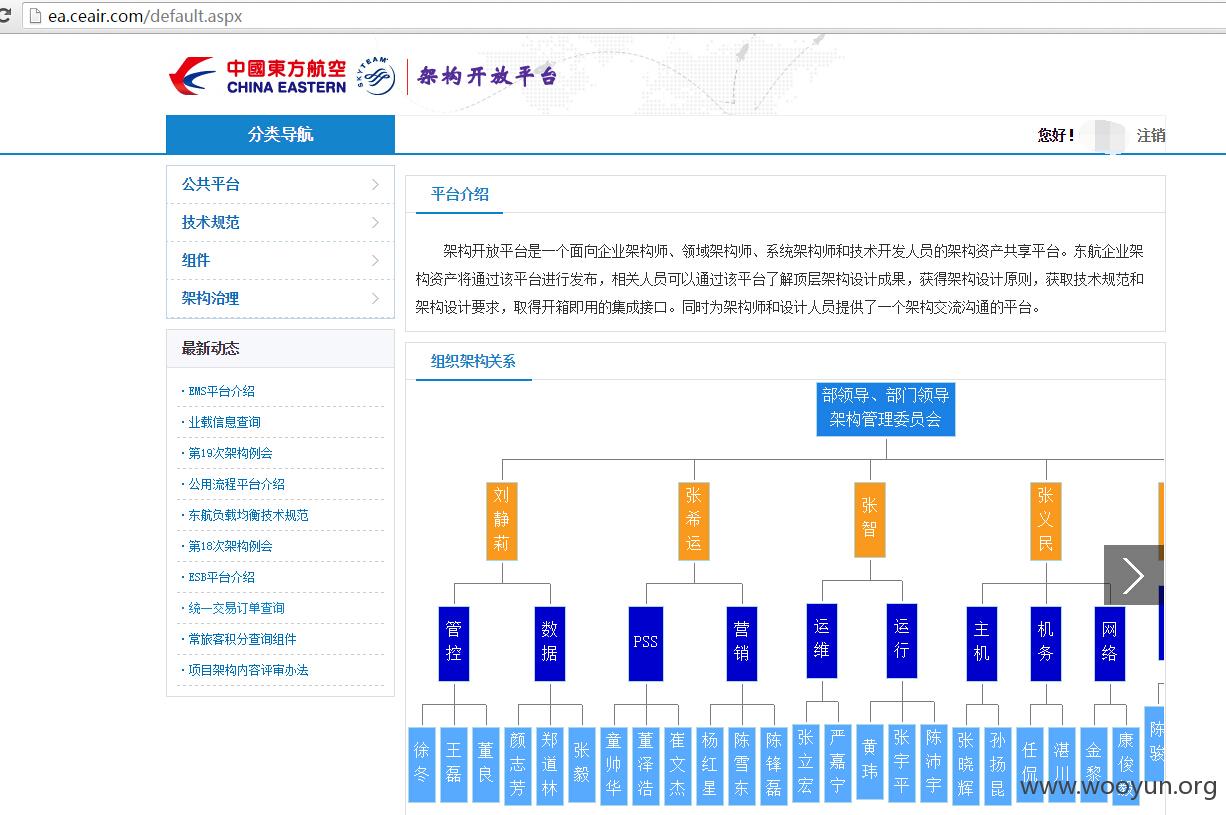 ea.ceair.com/default.aspx
中國東方航空
CHINA EASTERN
SKYTEAM
架构开放平台
分类导航
您好！
注销
公共平台
技术规范
组件
架构治理
最新动态
·EMS平台介绍
·业载信息查询
·第19次架构例会
·公用流程平台介绍
·东航负载均衡技术规范
·第18次架构例会
·ESB平台介绍
·统一交易订单查询
·常旅客积分查询组件
·项目架构内容评审办法
平台介绍
架构开放平台是一个面向企业架构师、领域架构师、系统架构师和技术开发人员的架构资产共享平台。东航企业架
构资产将通过该平台进行发布，相关人员可以通过该平台了解顶层架构设计成果，获得架构设计原则，获取技术规范和
架构设计要求，取得开箱即用的集成接口。同时为架构师和设计人员提供了一个架构交流沟通的平台。
组织架构关系
部领导、部门领导
架构管理委员会
刘静莉
张希运
张智
张义民
管控
数据
PSS
营销
运维
运行
主机
机务
网络
徐冬
王磊
董良
颜志芳
郑道林
张毅
童帅华
董泽浩
崔文杰
杨红星
陈雪东
陈锋磊
张立宏
严嘉宁
黄玮
张宇平
陈沛宇
张晓辉
孙扬昆
任侃
湛川
金黎
康俊
陈骏
www.wooyun.org